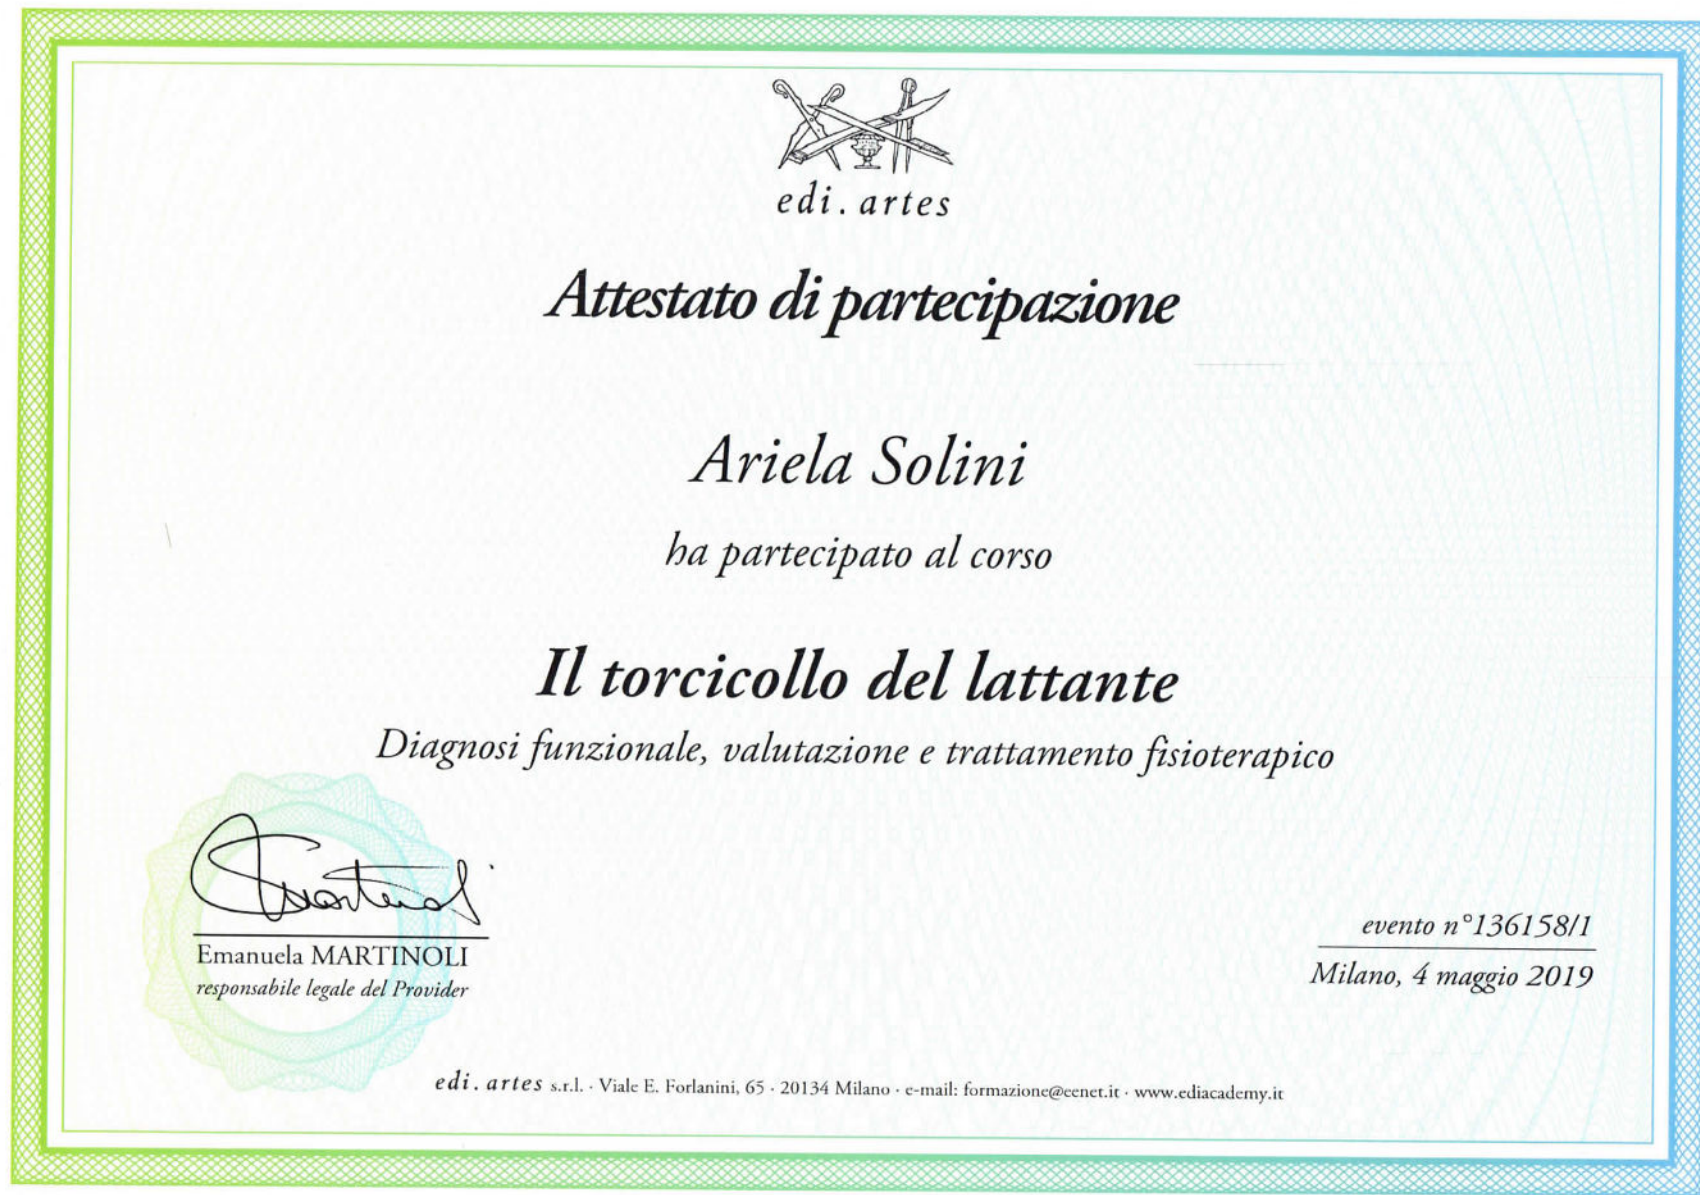 edi. artes
Attestato di partecipazione
Ariela Solini
ha partecipato al corso
Il torcicollo del lattante
Diagnosi funzionale, valutazione e trattamento fisioterapico
Emanuela MARTINOLI
responsabile legale del Provider
evento n°136158/1
Milano, 4 maggio 2019
edi. artes s.r.l. · Viale E. Forlanini, 65 · 20134 Milano · e-mail: formazione@eenet.it · www.ediacademy.it